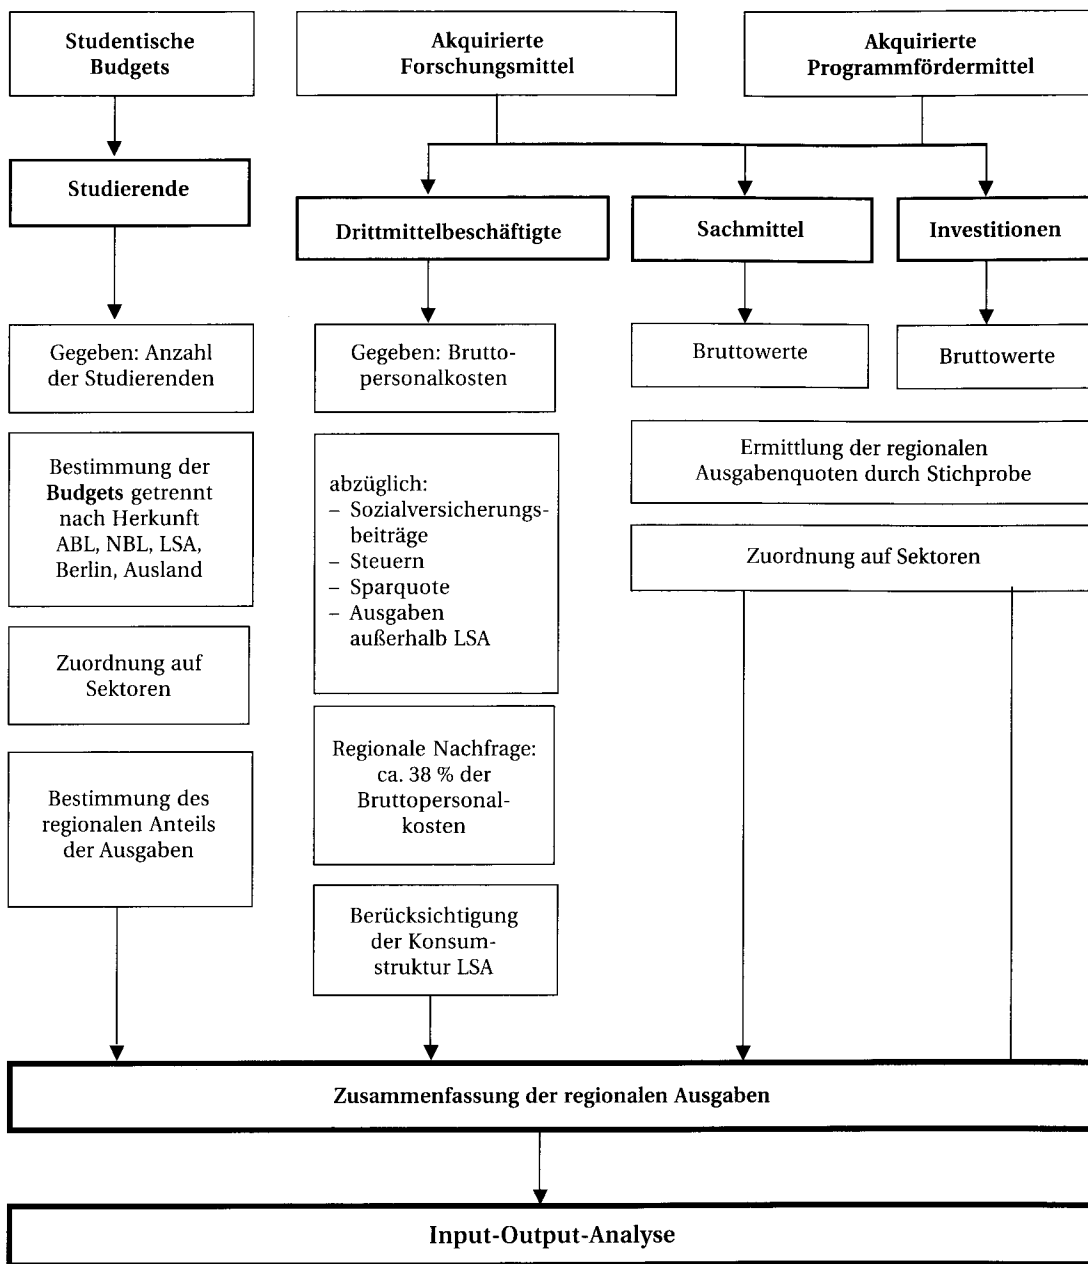 Studentische
Budgets
Akquirierte
Forschungsmittel
Akquirierte
Programmfördermittel
Studierende
Drittmittelbeschäftigte
Sachmittel
Investitionen
Gegeben: Anzahl
der Studierenden
Gegeben: Brutto-
personalkosten
Bruttowerte
Bruttowerte
Bestimmung der
Budgets getrennt
nach Herkunft
ABL, NBL, LSA,
Berlin, Ausland
abzüglich:
– Sozialversicherungs-
beiträge
– Steuern
– Sparquote
– Ausgaben
außerhalb LSA
Ermittlung der regionalen
Ausgabenquoten durch Stichprobe
Zuordnung auf Sektoren
Zuordnung auf
Sektoren
Regionale Nachfrage:
ca. 38 % der
Bruttopersonal-
kosten
Bestimmung des
regionalen Anteils
der Ausgaben
Berücksichtigung
der Konsum-
struktur LSA
Zusammenfassung der regionalen Ausgaben
Input-Output-Analyse